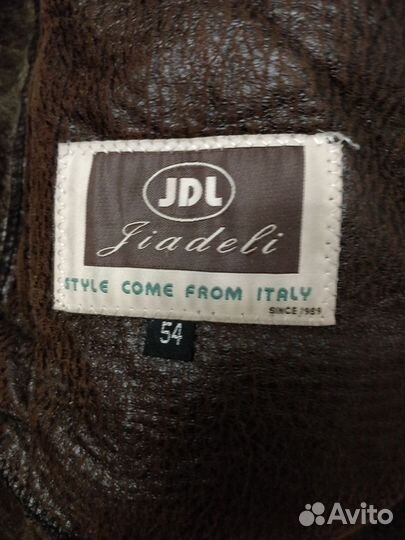 JDL
Jiadeli
STYLE COME FROM ITALY
SINCE 1989
54
Avito